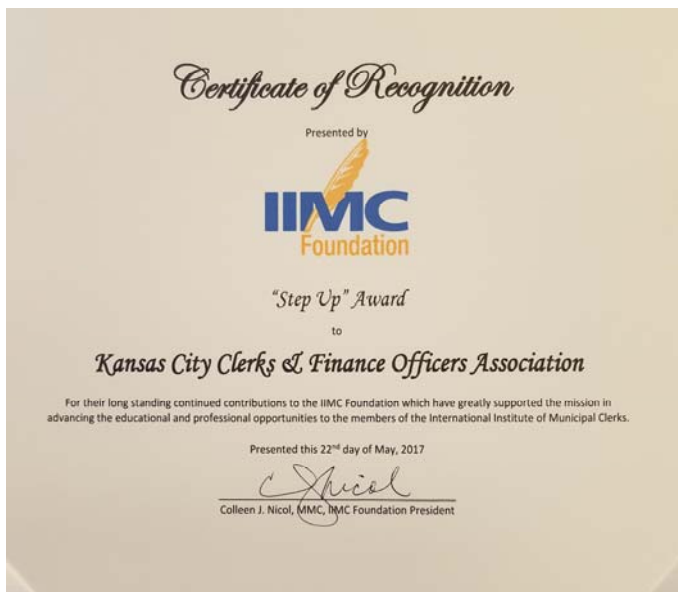 Certificate of Recognition
Presented by
IIMC
Foundation
"Step Up" Award
to
Kansas City Clerks & Finance Officers Association
For their long standing continued contributions to the IIMC Foundation which have greatly supported the mission in
advancing the educational and professional opportunities to the members of the International Institute of Municipal Clerks.
Presented this 22nd day of May, 2017
C J Nicol
Colleen J. Nicol, MMC, IIMC Foundation President